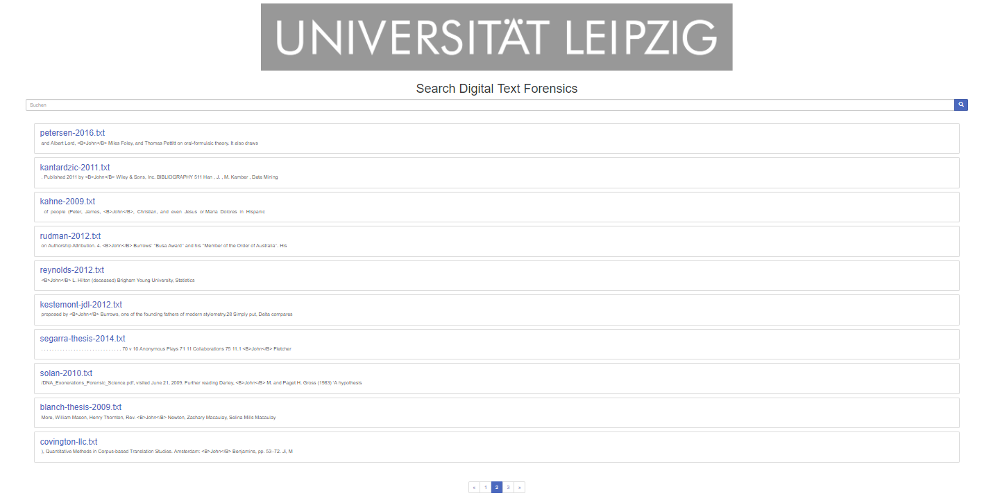 UNIVERSITÄT LEIPZIG
Search Digital Text Forensics
Suchen
petersen-2016.txt
and Albert Lord, <B>John</B> Miles Foley, and Thomas Pettitt on oral-formulaic theory. It also draws
kantardzic-2011.txt
. Published 2011 by <B>John</B> Wiley & Sons, Inc. BIBLIOGRAPHY 511 Han , J. , M. Kamber , Data Mining
kahne-2009.txt
of people (Peter, James, <B>John</B>, Christian, and even Jesus or Maria Dolores in Hispanic
rudman-2012.txt
on Authorship Attribution. 4. <B>John</B> Burrows' "Busa Award" and his "Member of the Order of Australia". His
reynolds-2012.txt
<B>John</B> L. Hilton (deceased) Brigham Young University, Statistics
kestemont-jdl-2012.txt
proposed by <B>John</B> Burrows, one of the founding fathers of modern stylometry.28 Simply put, Delta compares
segarra-thesis-2014.txt
. . . . . . . . . . . . . . . . . . . . . . . . . . . . . . 70 v 10 Anonymous Plays 71 11 Collaborations 75 11.1 <B>John</B> Fletcher
solan-2010.txt
/DNA_Exonerations_Forensic_Science.pdf, visited June 21, 2009. Further reading Darley, <B>John</B> M. and Paget H. Gross (1983) 'A hypothesis
blanch-thesis-2009.txt
More, William Mason, Henry Thornton, Rev. <B>John</B> Newton, Zachary Macaulay, Selina Mills Macaulay
covington-llc.txt
), Quantitative Methods in Corpus-based Translation Studies. Amsterdam: <B>John</B> Benjamins, pp. 53–72. Ji, M
« 1 2 3 »